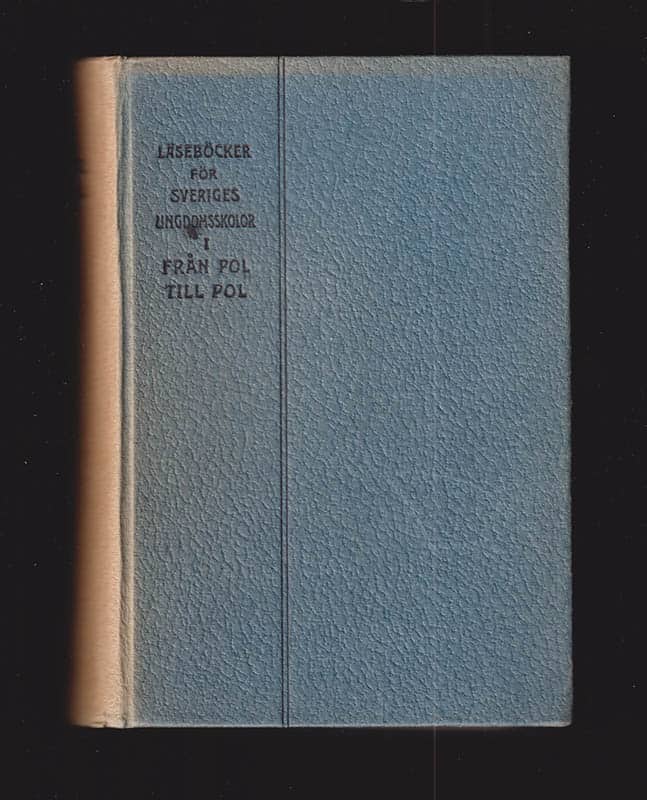 LÄSEBÖCKER
FÖR
SVERIGES
UNGDOMSSKOLOR
I
FRÅN POL
TILL POL